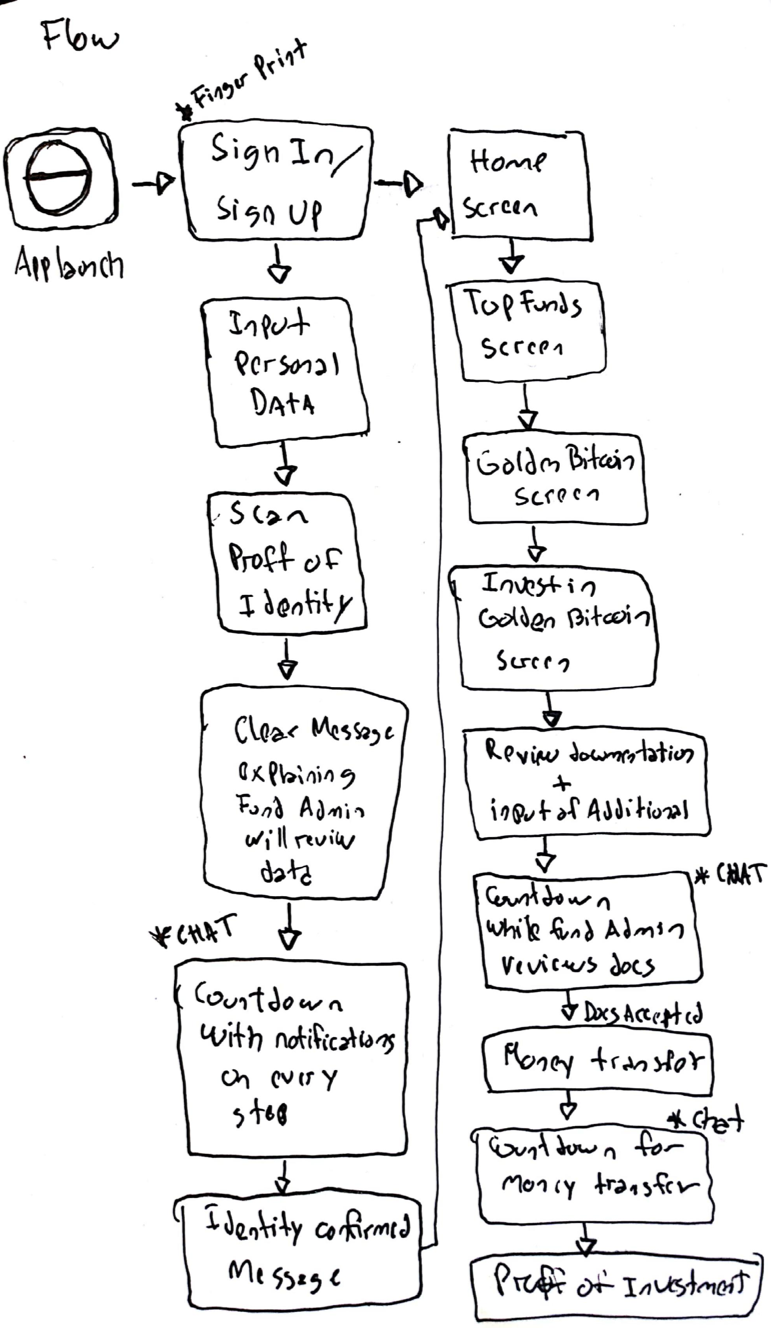 Flow
* Finger Print
Sign In/
Sign UP
App launch
Input
Personal
DATA
Scan
Proff of
Identity
Clear Message
explaining
Fund Admin
will review
data
* CHAT
Countdown
with notifications
on every
step
Identity confirmed
Message
Home
Screen
Top Funds
screen
Golden Bitcoin
screen
Invest in
Golden Bitcoin
screen
Review documentation
+
input of Additional
* CHAT
Countdown
while fund Admin
reviews docs
Docs Accepted
Money transfer
* Chat
Countdown for
Money transfer
Proff of Investment